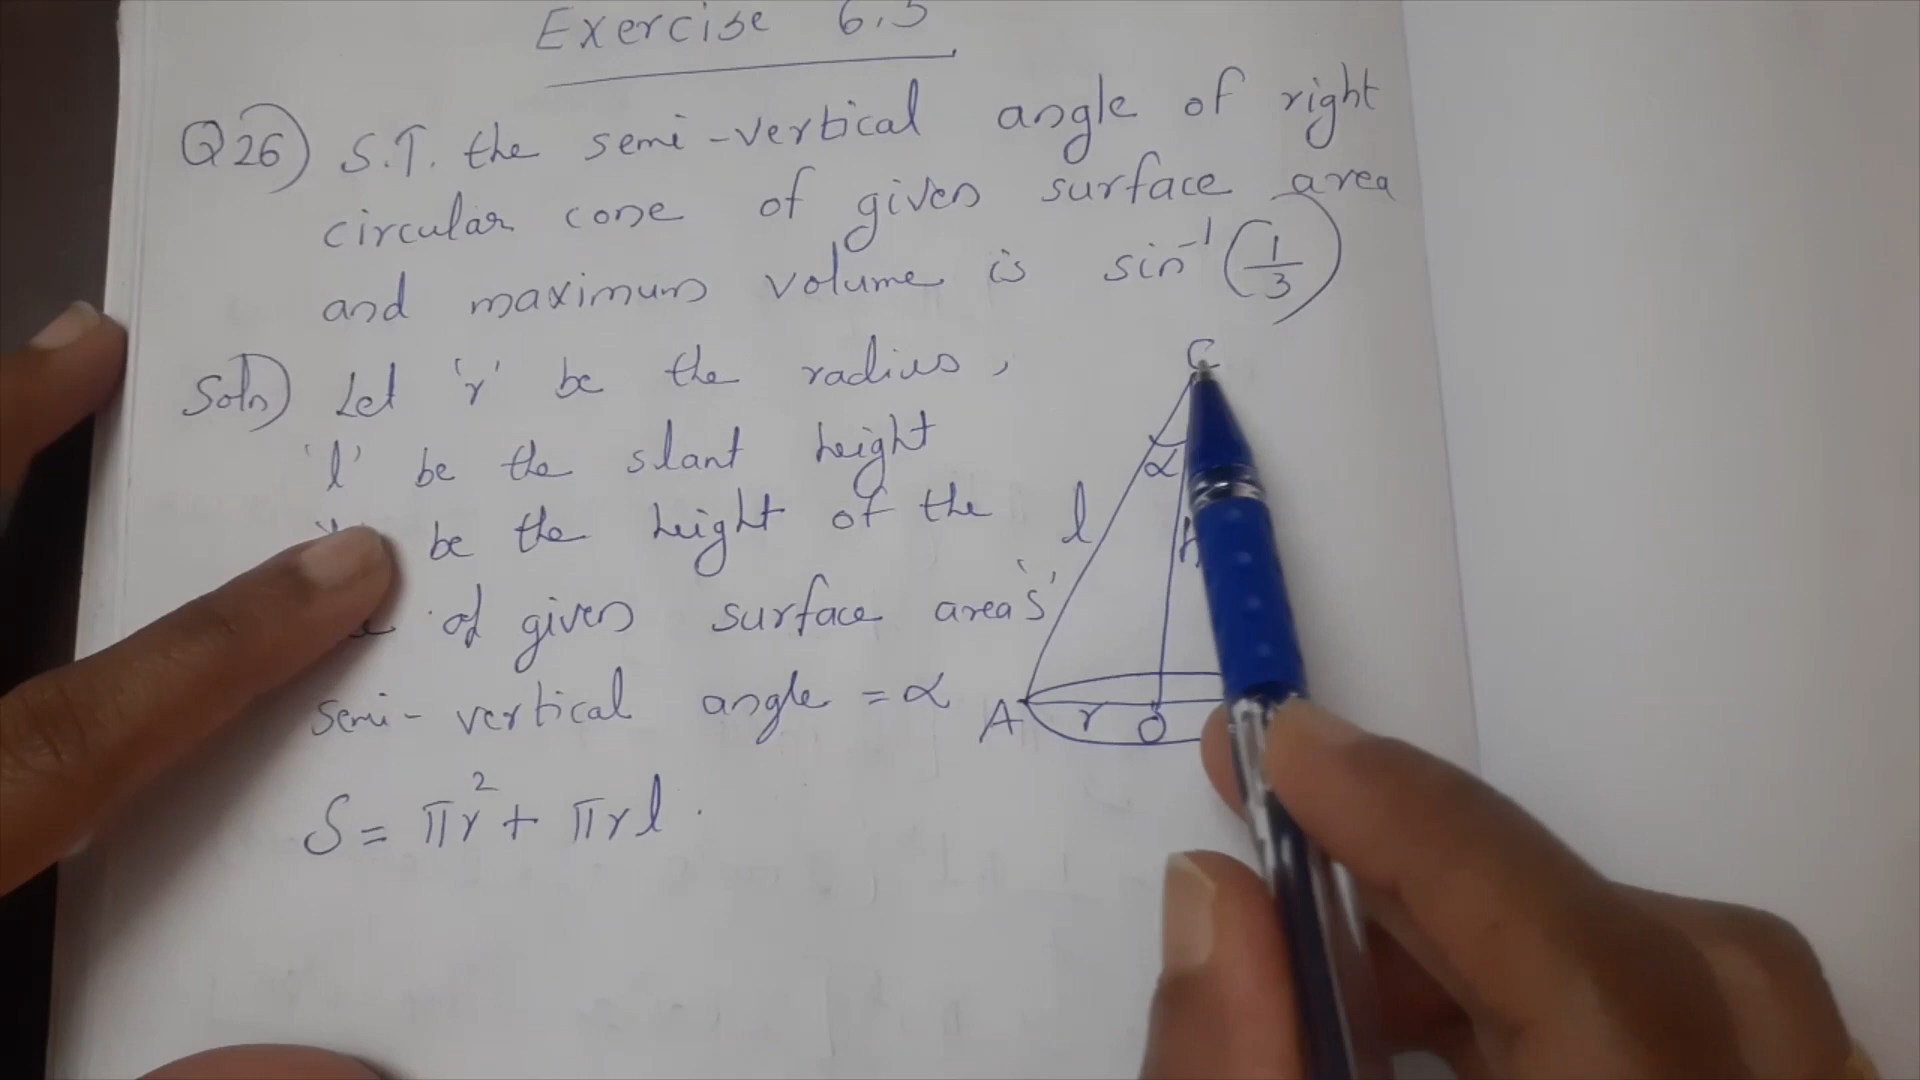 Exercise 6.5
Q26) S.T. the semi-vertical angle of right
circular cone of given surface area
and maximum volume is sin⁻¹(1/3)
Soln) Let 'r' be the radius,
'l' be the slant height
be the height of the
of given surface area 'S'
semi-vertical angle = α
S = πr² + πrl.
C
α
l
h
A
r
O